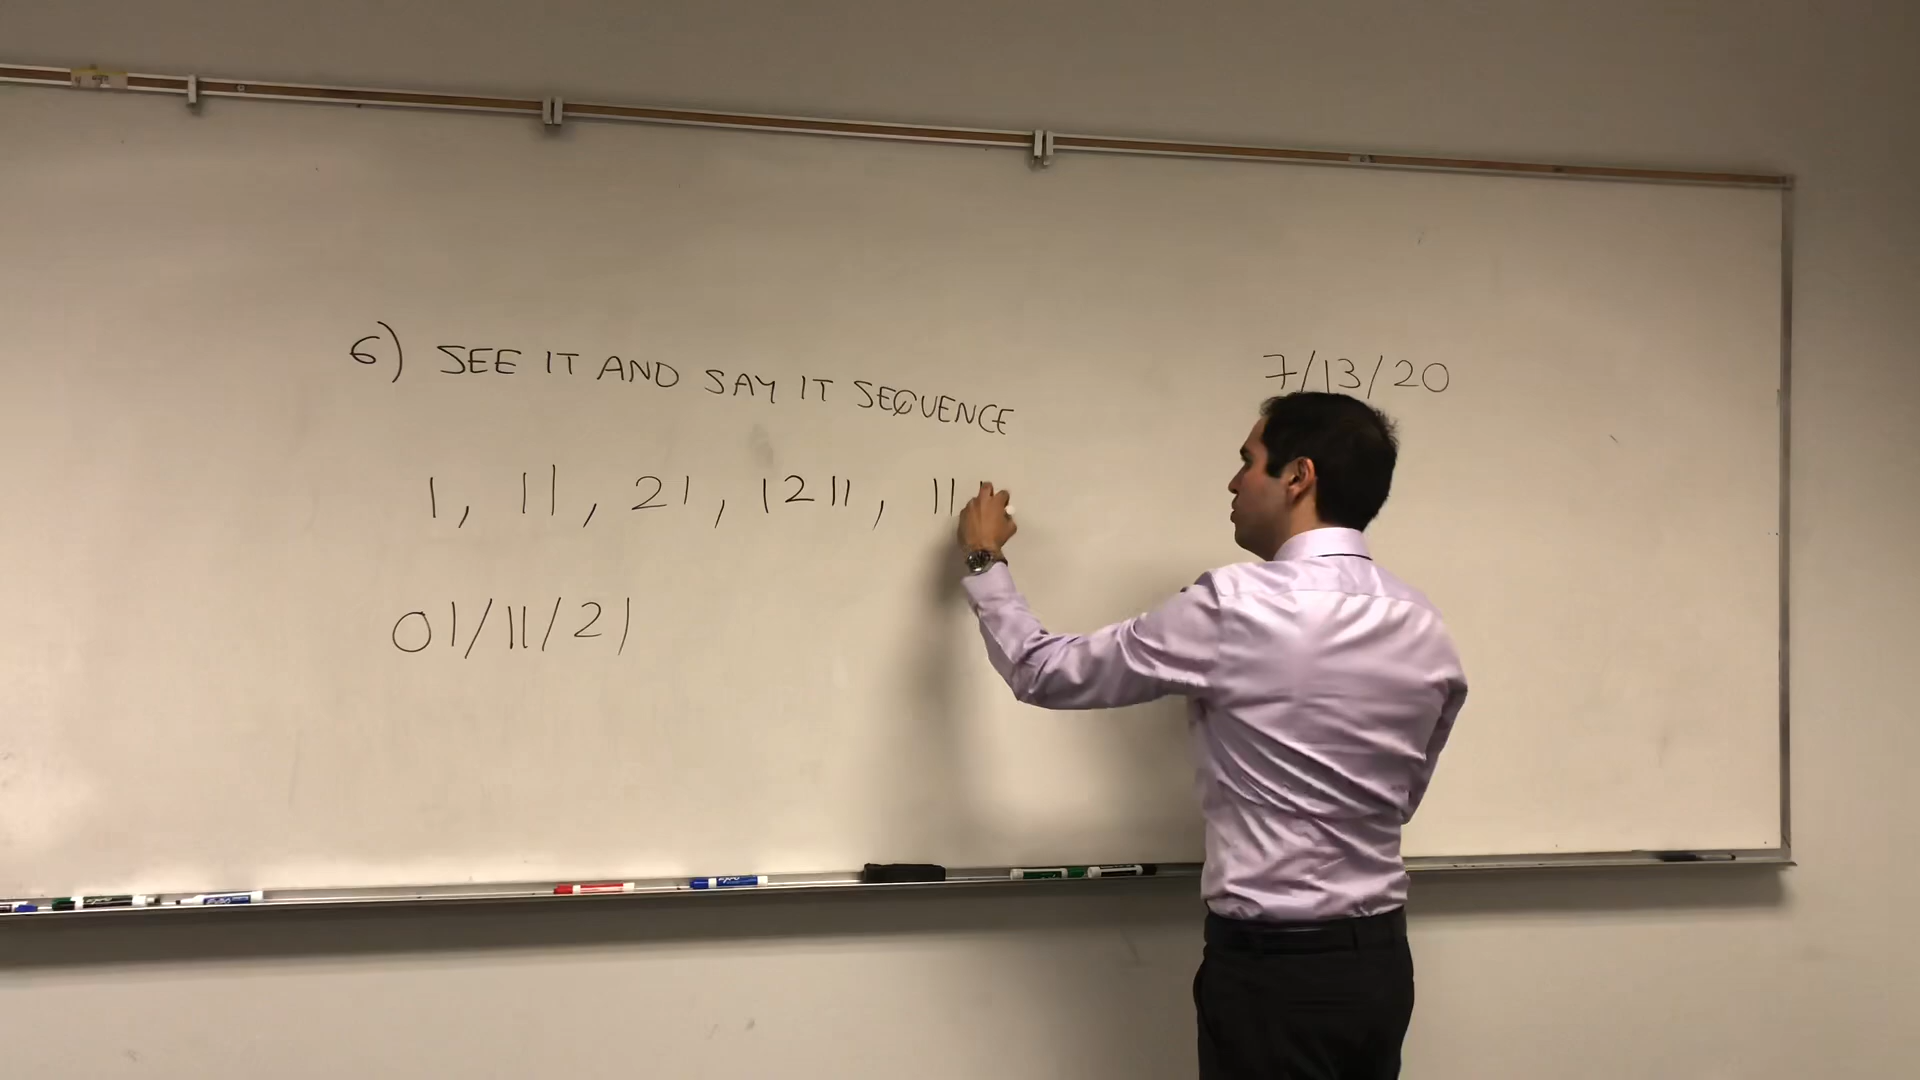 6) SEE IT AND SAY IT SEQUENCE
7/13/20
1, 11, 21, 1211, 11
01/11/21